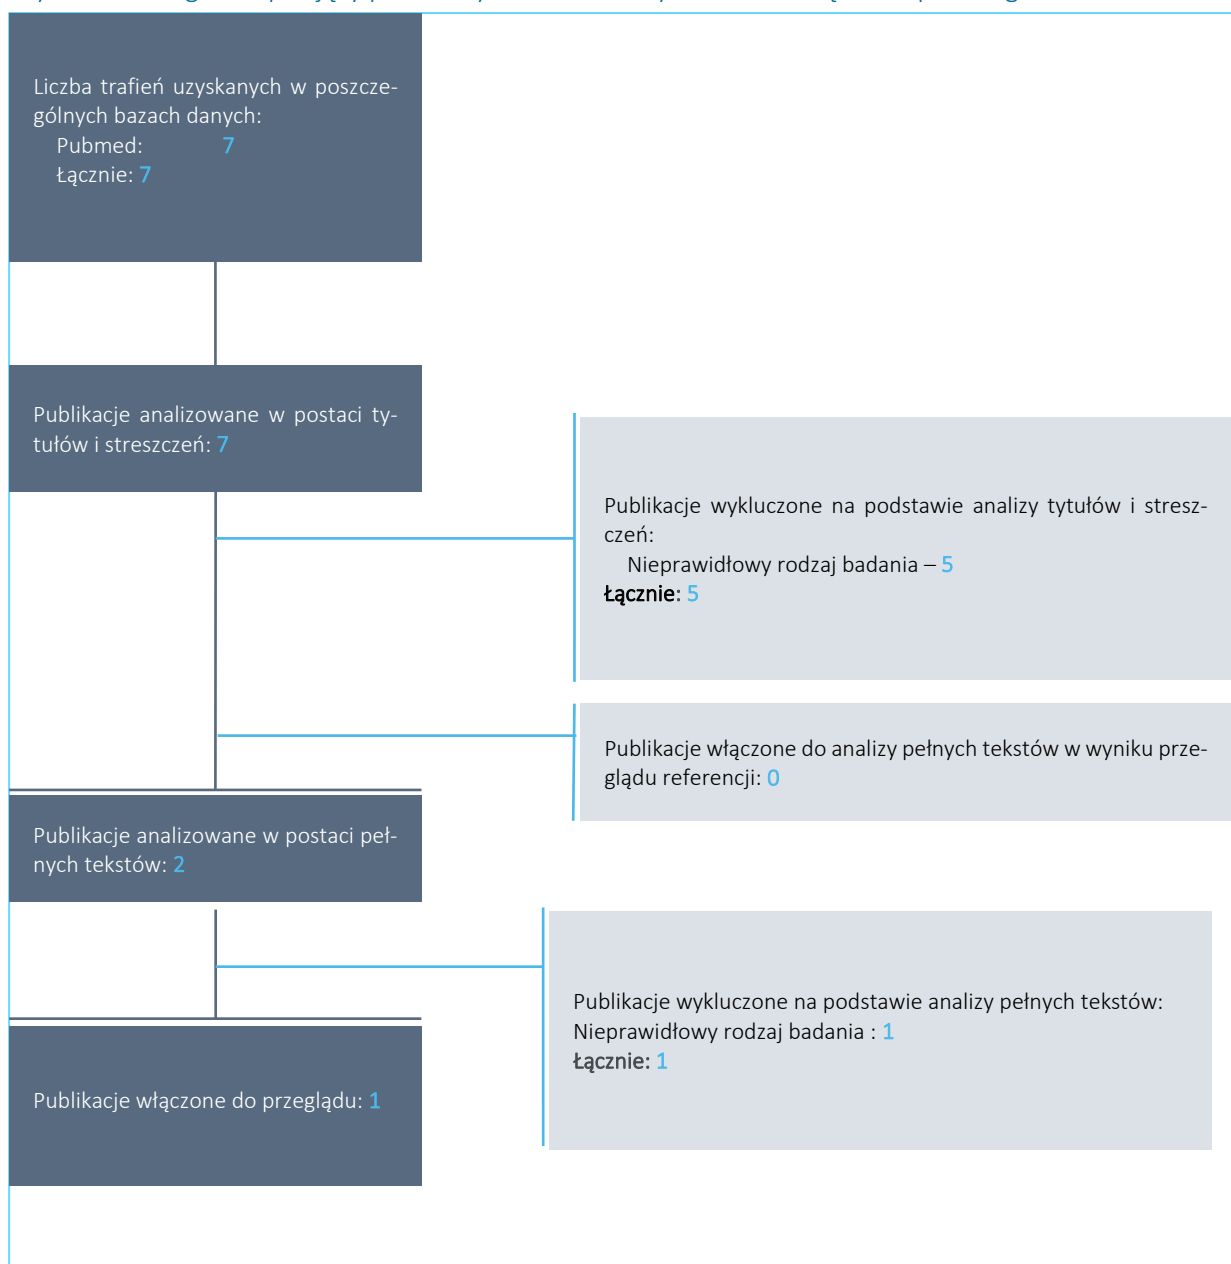 Liczba trafień uzyskanych w poszcze-
gólnych bazach danych:
Pubmed: 7
Łącznie: 7
Publikacje analizowane w postaci ty-
tułów i streszczeń: 7
Publikacje wykluczone na podstawie analizy tytułów i stresz-
czeń:
Nieprawidłowy rodzaj badania – 5
Łącznie: 5
Publikacje włączone do analizy pełnych tekstów w wyniku prze-
glądu referencji: 0
Publikacje analizowane w postaci peł-
nych tekstów: 2
Publikacje wykluczone na podstawie analizy pełnych tekstów:
Nieprawidłowy rodzaj badania : 1
Łącznie: 1
Publikacje włączone do przeglądu: 1